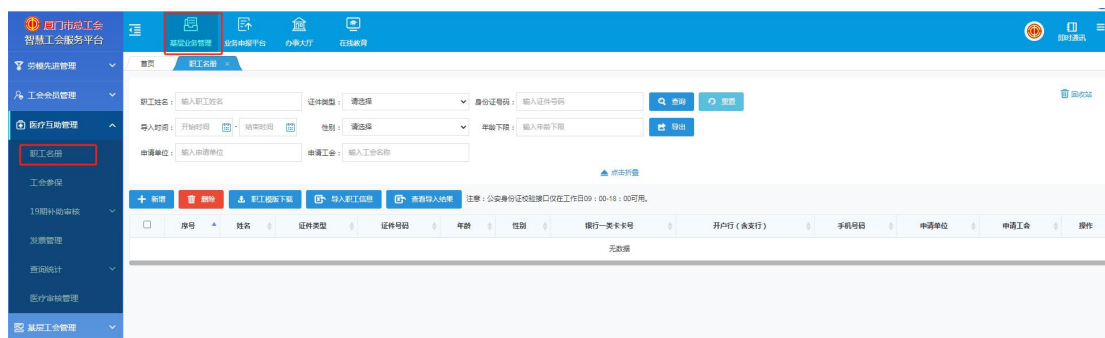 厦门市总工会
智慧工会服务平台
基层业务管理 业务申报平台 办事大厅 在线教育
即时通讯
劳模先进管理
工会会员管理
医疗互助管理
职工名册
工会参保
19期补助审核
发票管理
查询统计
医疗审核管理
基层工会管理
首页 职工名册 ×
职工姓名： 输入职工姓名 证件类型： 请选择 身份证号码： 输入证件号码 查询 重置 回收站
导入时间： 开始时间 - 结束时间 性别： 请选择 年龄下限： 输入年龄下限 导出
申请单位： 输入申请单位 申请工会： 输入工会名称
点击折叠
新增 删除 职工模版下载 导入职工信息 查看导入结果 注意：公安身份证校验接口仅在工作日09：00-18：00可用。
序号 姓名 证件类型 证件号码 年龄 性别 银行一类卡卡号 开户行（含支行） 手机号码 申请单位 申请工会 操作
无数据